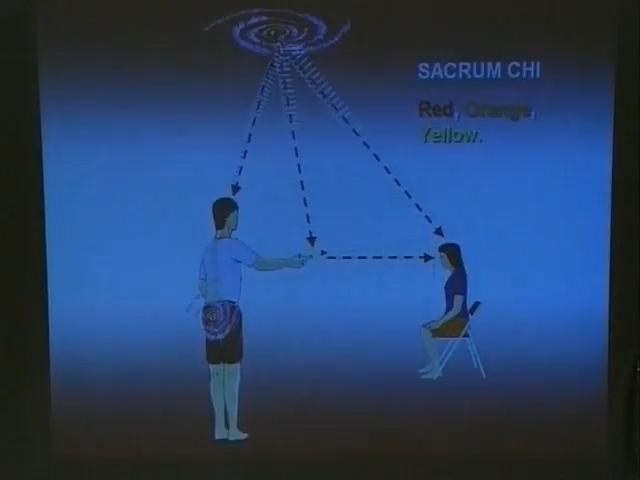 SACRUM CHI
Red, Orange,
Yellow.